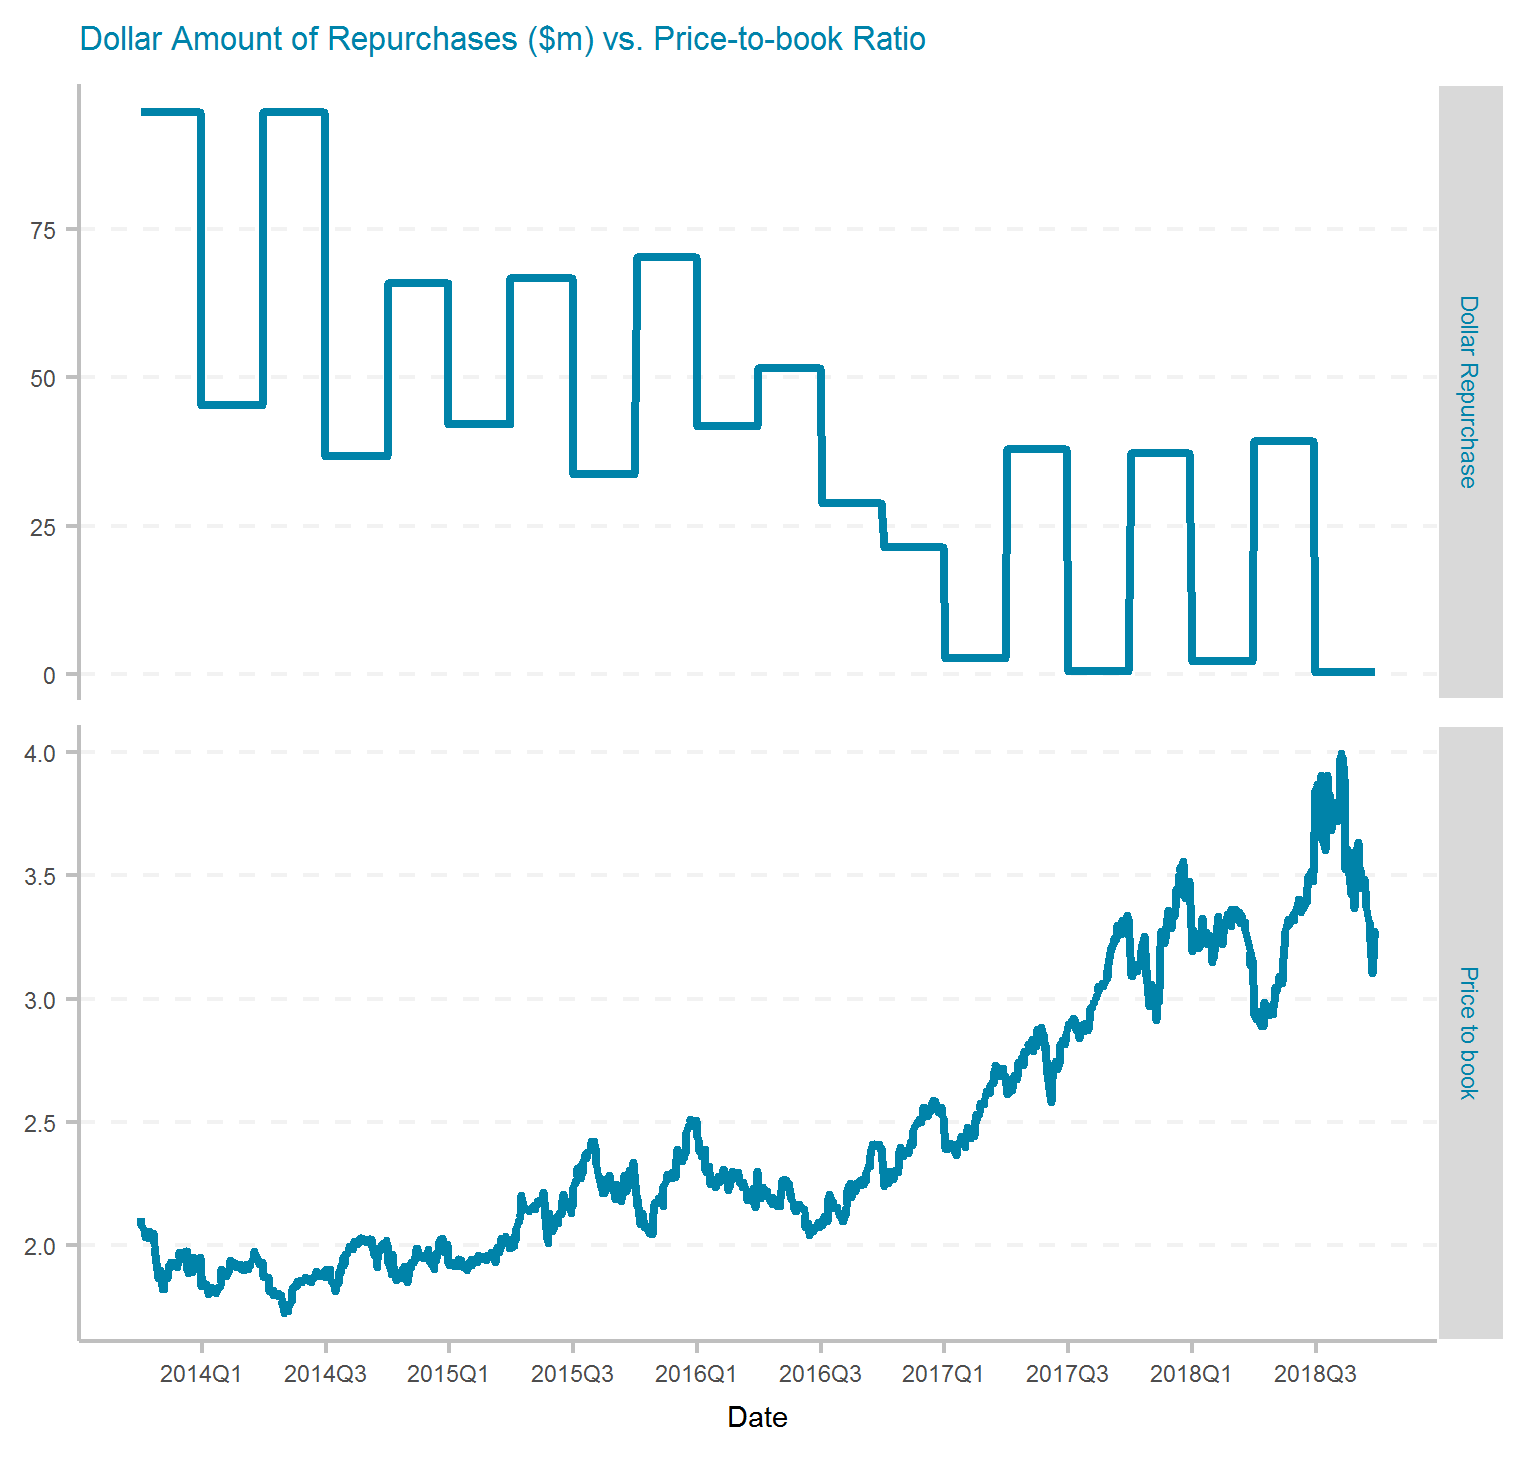 Dollar Amount of Repurchases ($m) vs. Price-to-book Ratio
75
50
25
0
Dollar Repurchase
4.0
3.5
3.0
2.5
2.0
Price to book
2014Q1 2014Q3 2015Q1 2015Q3 2016Q1 2016Q3 2017Q1 2017Q3 2018Q1 2018Q3
Date